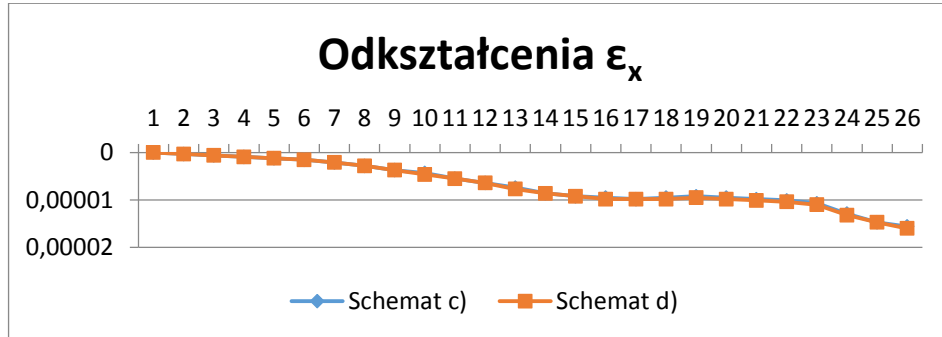 Odkształcenia εx
1 2 3 4 5 6 7 8 9 10 11 12 13 14 15 16 17 18 19 20 21 22 23 24 25 26
0
0,00001
0,00002
Schemat c) Schemat d)